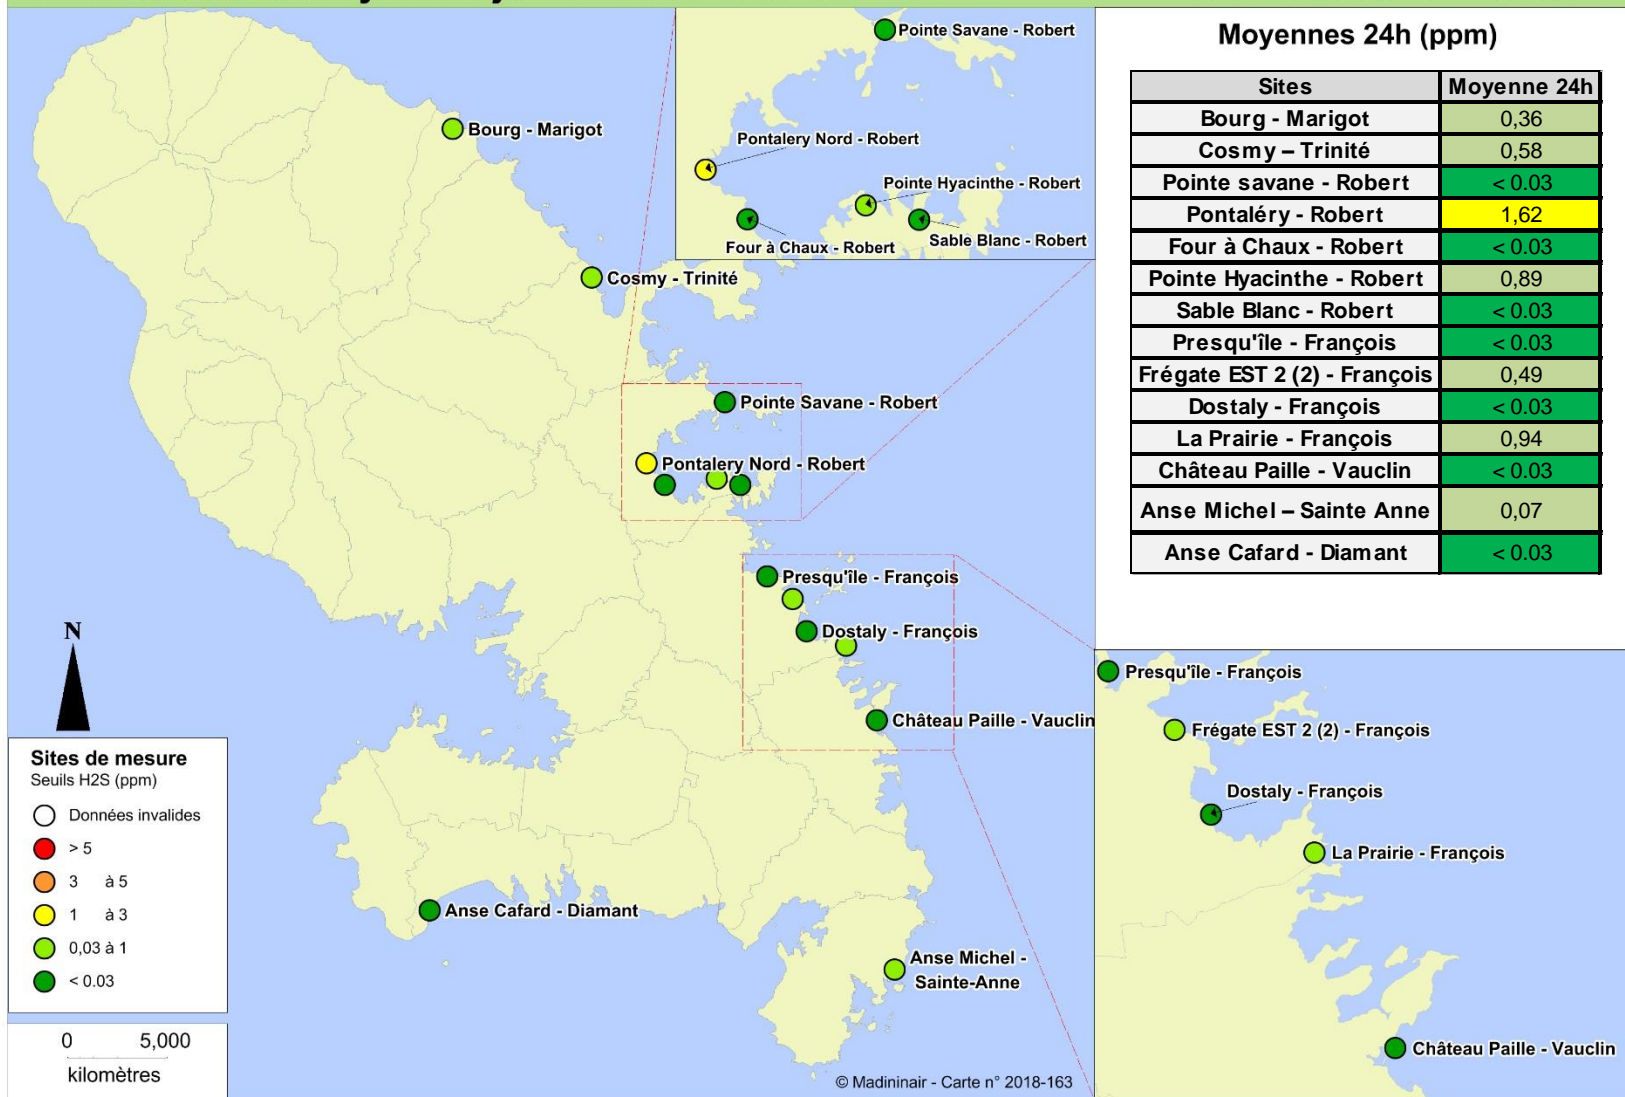 Pointe Savane - Robert
Pontalery Nord - Robert
Pointe Hyacinthe - Robert
Four à Chaux - Robert
Sable Blanc - Robert
Bourg - Marigot
Cosmy - Trinité
Pointe Savane - Robert
Pontalery Nord - Robert
Presqu'île - François
Dostaly - François
Château Paille - Vauclin
Anse Cafard - Diamant
Anse Michel -
Sainte-Anne
N
Sites de mesure
Seuils H2S (ppm)
Données invalides
> 5
3 à 5
1 à 3
0,03 à 1
< 0.03
0 5,000
kilomètres
© Madininair - Carte n° 2018-163
Moyennes 24h (ppm)
Sites Moyenne 24h
Bourg - Marigot 0,36
Cosmy – Trinité 0,58
Pointe savane - Robert < 0.03
Pontaléry - Robert 1,62
Four à Chaux - Robert < 0.03
Pointe Hyacinthe - Robert 0,89
Sable Blanc - Robert < 0.03
Presqu'île - François < 0.03
Frégate EST 2 (2) - François 0,49
Dostaly - François < 0.03
La Prairie - François 0,94
Château Paille - Vauclin < 0.03
Anse Michel – Sainte Anne 0,07
Anse Cafard - Diamant < 0.03
Presqu'île - François
Frégate EST 2 (2) - François
Dostaly - François
La Prairie - François
Château Paille - Vauclin